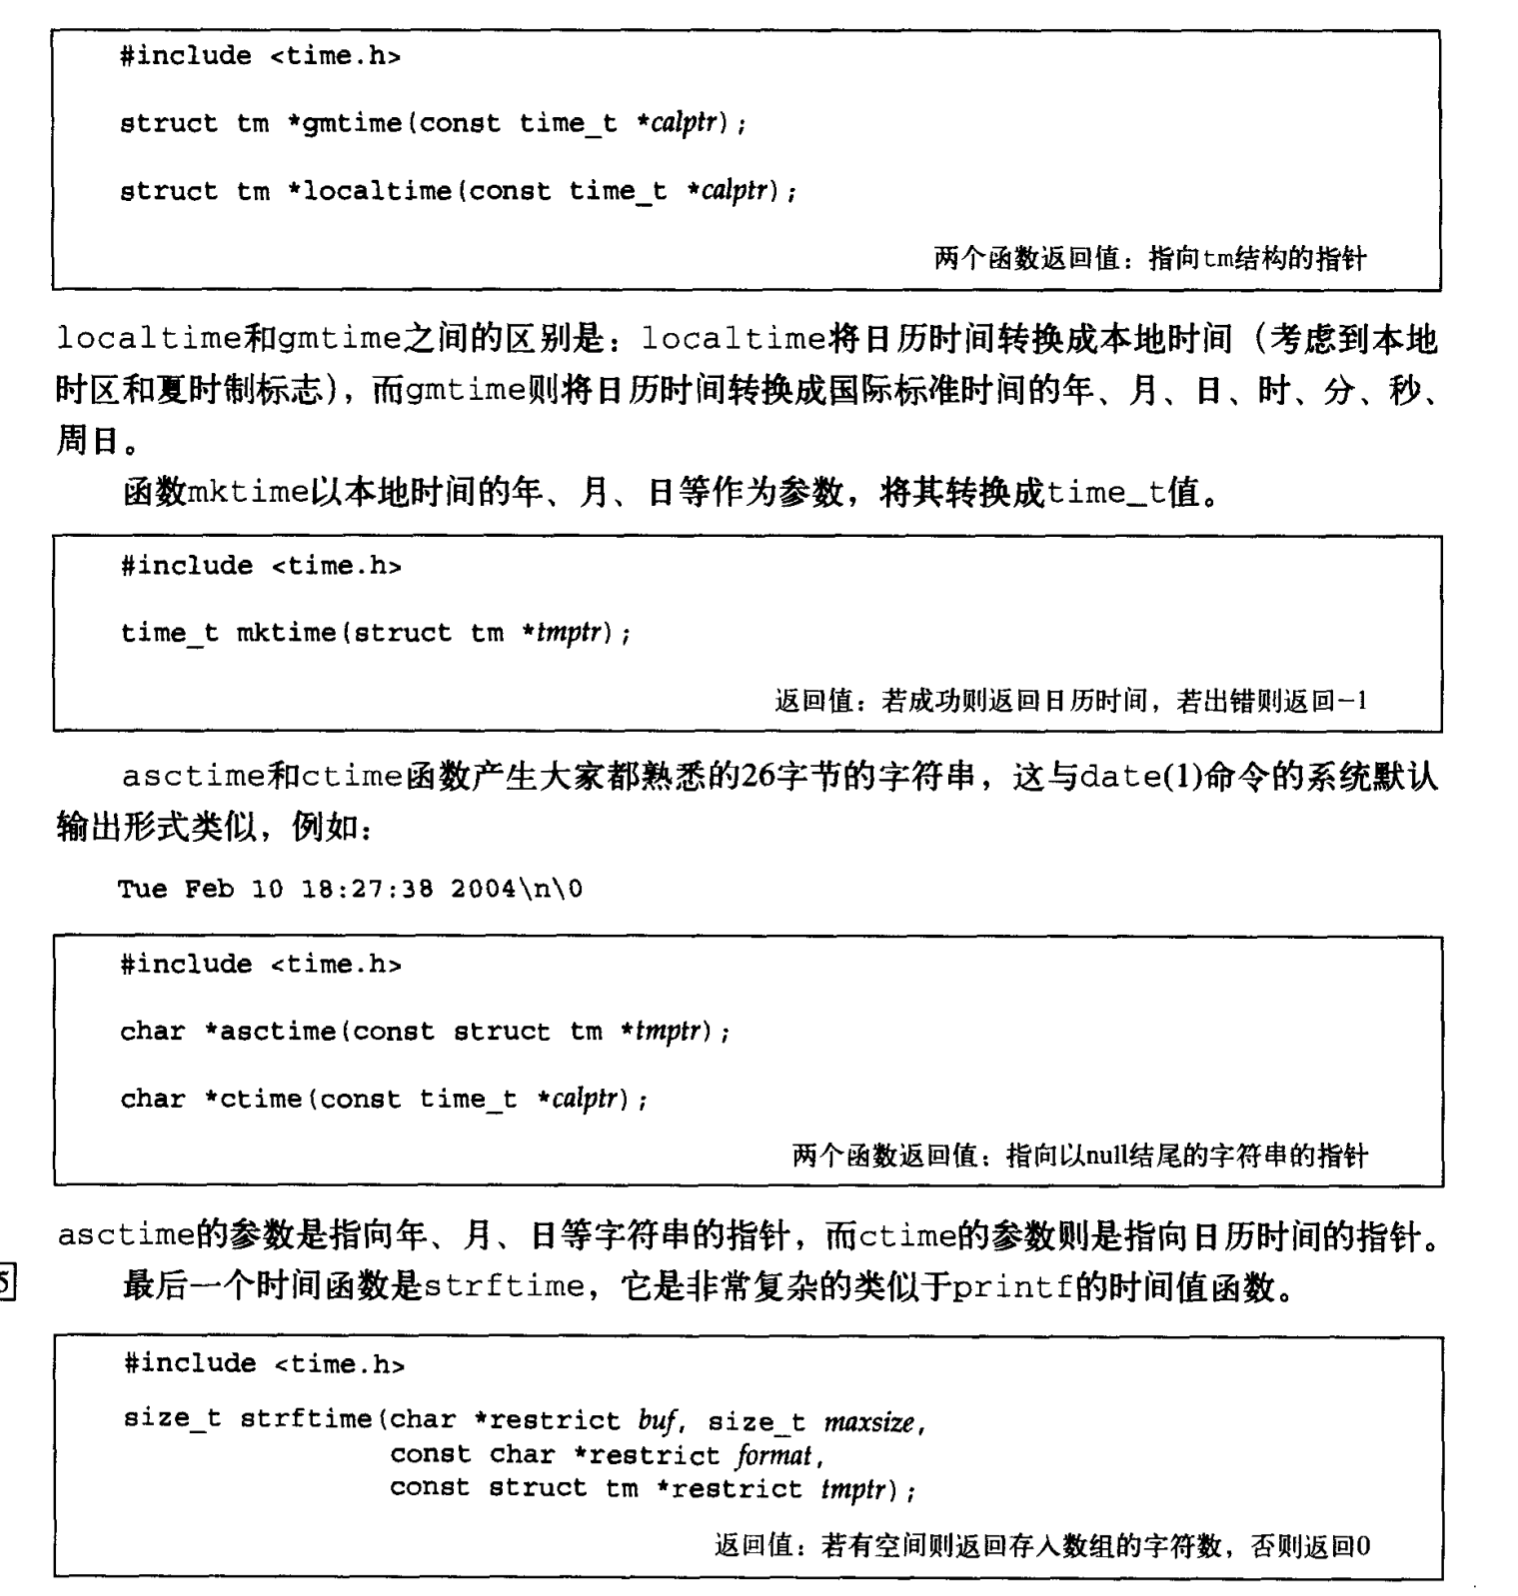 #include <time.h>
struct tm *gmtime(const time_t *calptr);
struct tm *localtime(const time_t *calptr);
两个函数返回值：指向tm结构的指针
localtime和gmtime之间的区别是：localtime将日历时间转换成本地时间（考虑到本地
时区和夏时制标志），而gmtime则将日历时间转换成国际标准时间的年、月、日、时、分、秒、
周日。
函数mktime以本地时间的年、月、日等作为参数，将其转换成time_t值。
#include <time.h>
time_t mktime(struct tm *tmptr);
返回值：若成功则返回日历时间，若出错则返回-1
asctime和ctime函数产生大家都熟悉的26字节的字符串，这与date(1)命令的系统默认
输出形式类似，例如：
Tue Feb 10 18:27:38 2004\n\0
#include <time.h>
char *asctime(const struct tm *tmptr);
char *ctime(const time_t *calptr);
两个函数返回值：指向以null结尾的字符串的指针
asctime的参数是指向年、月、日等字符串的指针，而ctime的参数则是指向日历时间的指针。
最后一个时间函数是strftime，它是非常复杂的类似于printf的时间值函数。
#include <time.h>
size_t strftime(char *restrict buf, size_t maxsize,
const char *restrict format,
const struct tm *restrict tmptr);
返回值：若有空间则返回存入数组的字符数，否则返回0